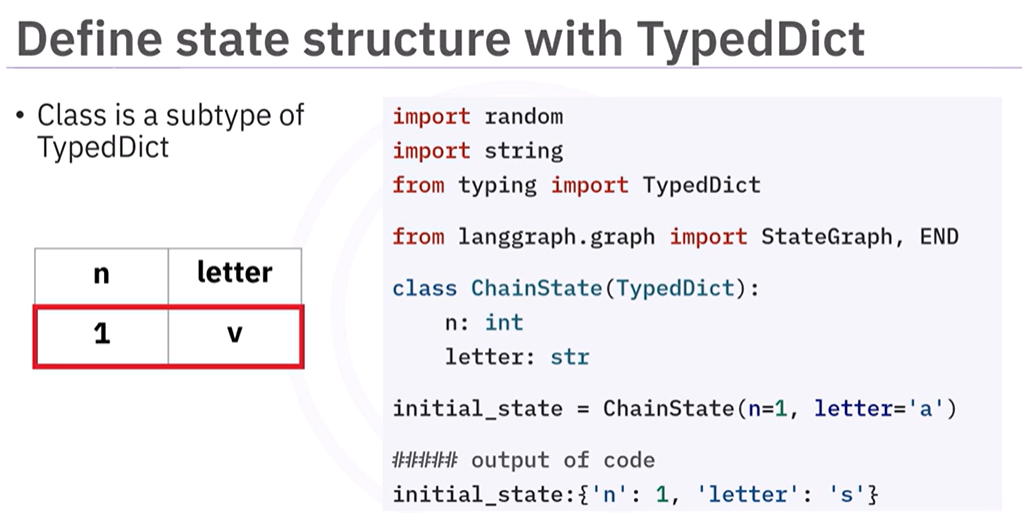 Define state structure with TypedDict
• Class is a subtype of
TypedDict
n letter
1 v
import random
import string
from typing import TypedDict
from langgraph.graph import StateGraph, END
class ChainState(TypedDict):
    n: int
    letter: str
initial_state = ChainState(n=1, letter='a')
##### output of code
initial_state:{'n': 1, 'letter': 's'}